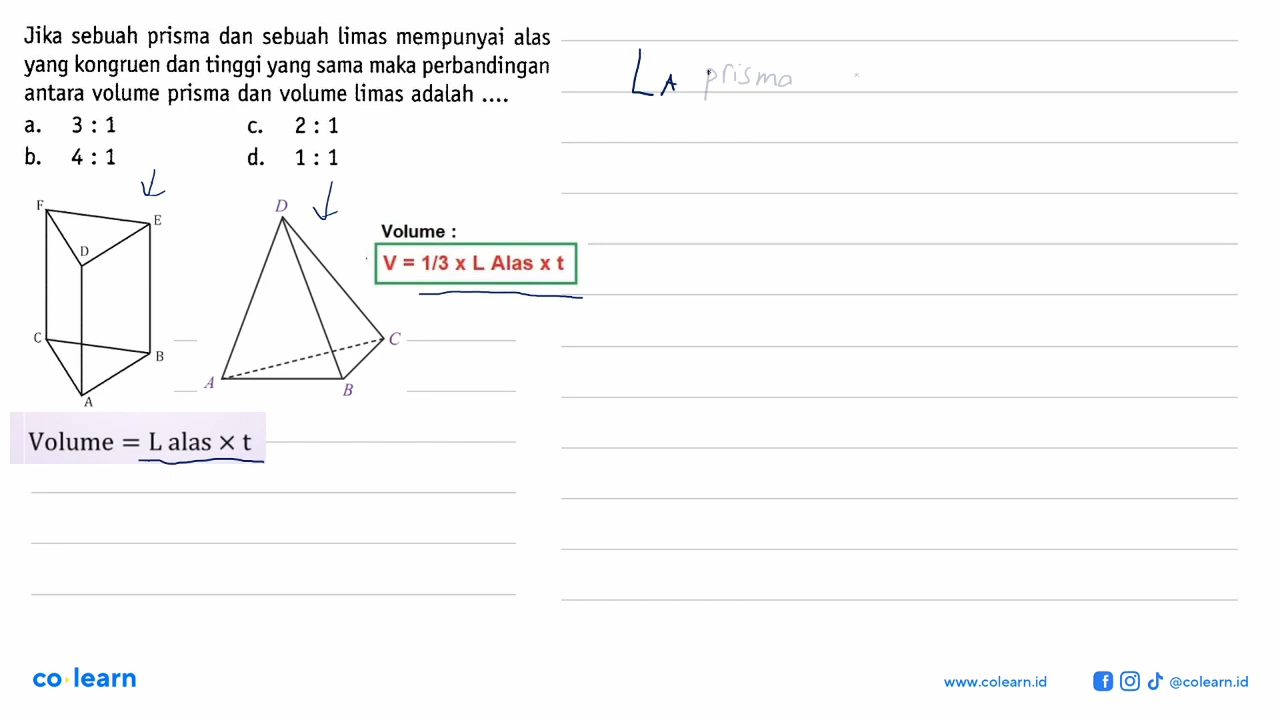 Jika sebuah prisma dan sebuah limas mempunyai alas
yang kongruen dan tinggi yang sama maka perbandingan
antara volume prisma dan volume limas adalah ....
a. 3 : 1 c. 2 : 1
b. 4 : 1 d. 1 : 1
F
E
D
C
B
A
D
A
B
C
Volume :
V = 1/3 x L Alas x t
Volume = L alas × t
LA prisma
co learn
www.colearn.id
@colearn.id